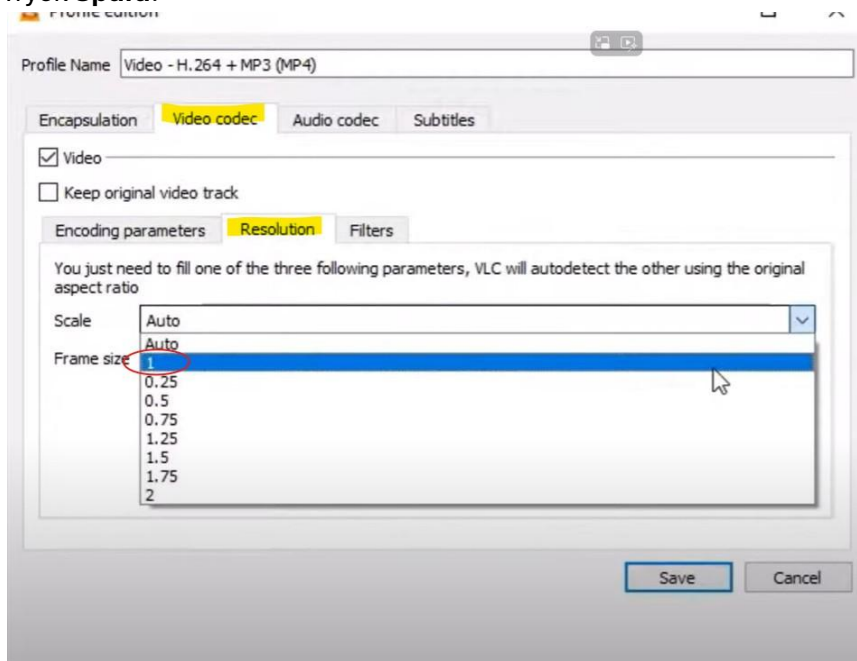 Profile edition
Profile Name Video - H.264 + MP3 (MP4)
Encapsulation Video codec Audio codec Subtitles
Video
Keep original video track
Encoding parameters Resolution Filters
You just need to fill one of the three following parameters, VLC will autodetect the other using the original
aspect ratio
Scale Auto
Auto
Frame size 1
0.25
0.5
0.75
1.25
1.5
1.75
2
Save Cancel